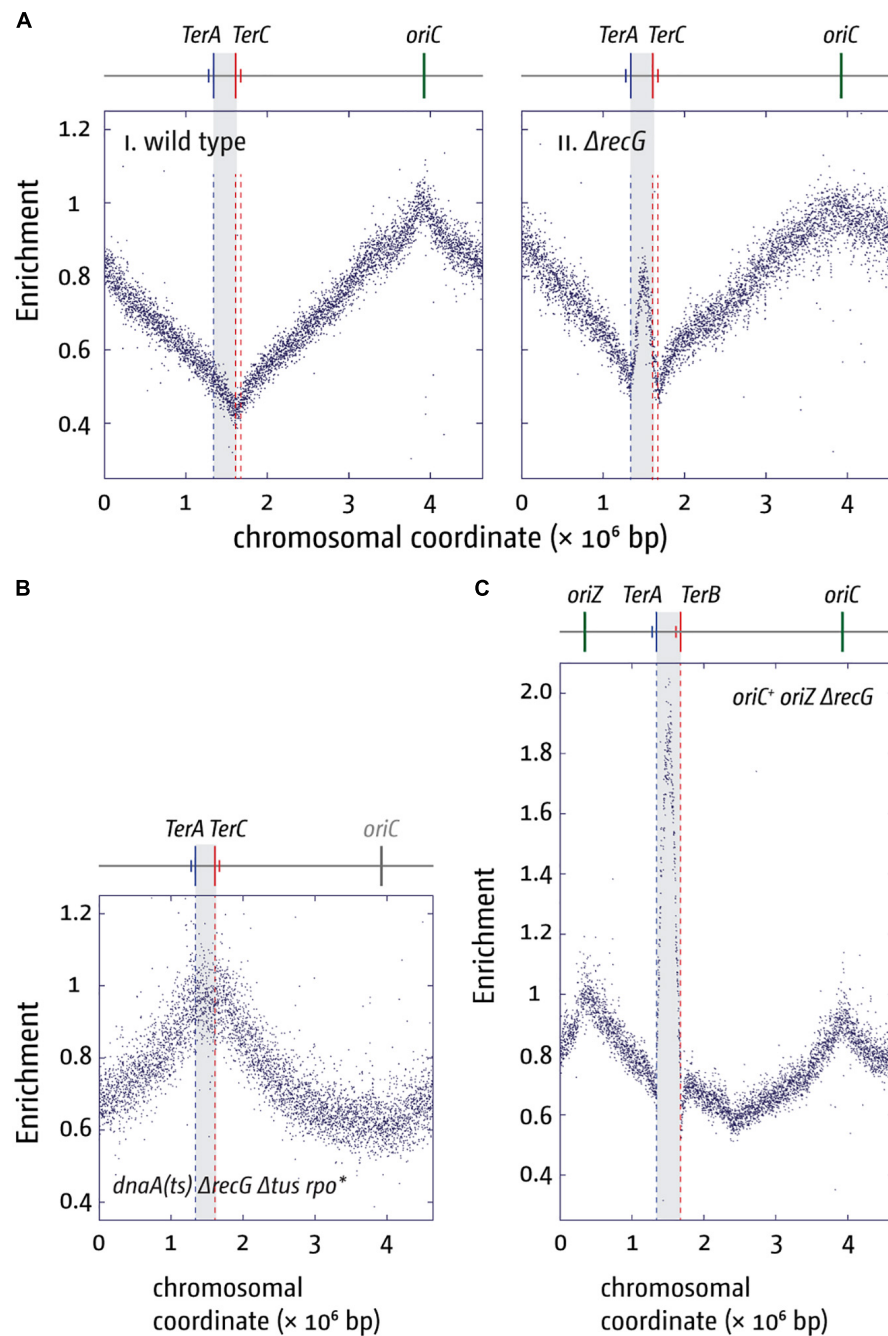 A
TerA TerC oriC
TerA TerC oriC
1.2
I. wild type
II. ΔrecG
1
0.8
0.6
0.4
Enrichment
0 1 2 3 4
0 1 2 3 4
chromosomal coordinate (× 10⁶ bp)
B
TerA TerC oriC
1.2
1
0.8
0.6
0.4
Enrichment
dnaA(ts) ΔrecG Δtus rpo*
0 1 2 3 4
chromosomal
coordinate (× 10⁶ bp)
C
oriZ TerA TerB oriC
2.0
oriC⁺ oriZ ΔrecG
1.8
1.6
1.4
1.2
1
0.8
0.6
0.4
Enrichment
0 1 2 3 4
chromosomal
coordinate (× 10⁶ bp)